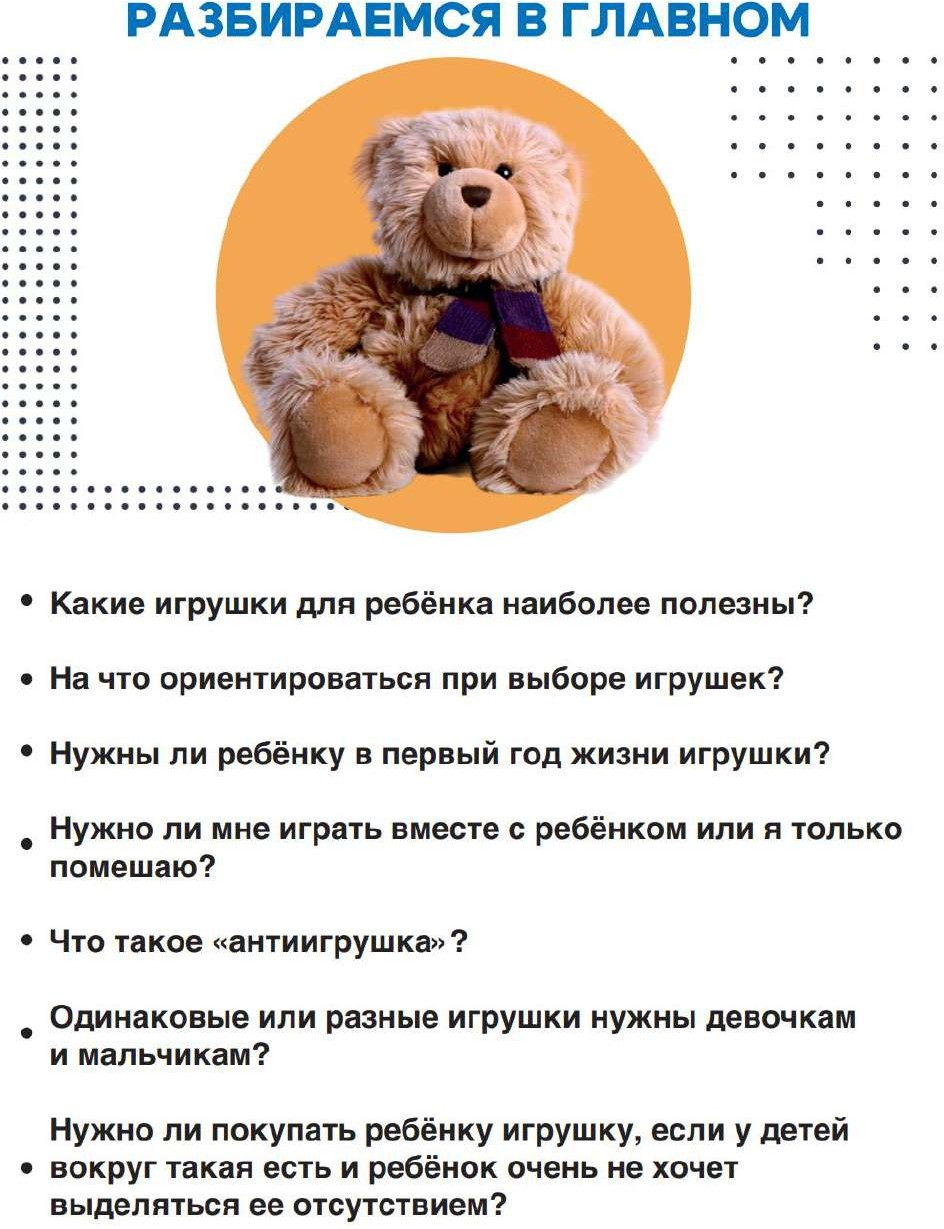 РАЗБИРАЕМСЯ В ГЛАВНОМ
• Какие игрушки для ребёнка наиболее полезны?
• На что ориентироваться при выборе игрушек?
• Нужны ли ребёнку в первый год жизни игрушки?
• Нужно ли мне играть вместе с ребёнком или я только
помешаю?
• Что такое «антиигрушка»?
• Одинаковые или разные игрушки нужны девочкам
и мальчикам?
Нужно ли покупать ребёнку игрушку, если у детей
• вокруг такая есть и ребёнок очень не хочет
выделяться ее отсутствием?